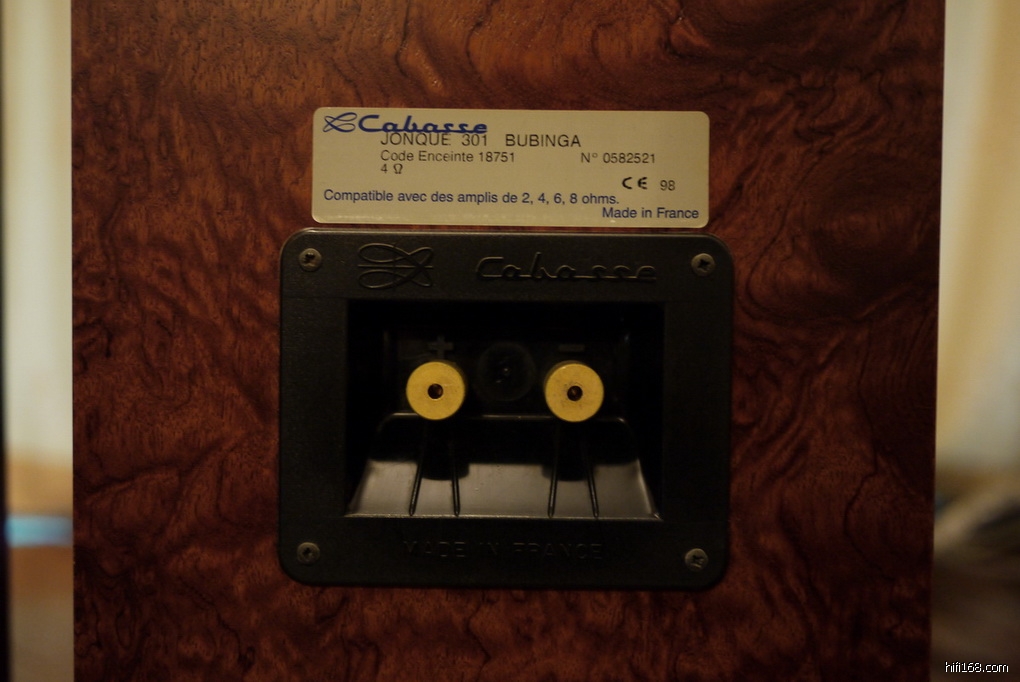 Cabasse
JONQUE 301 BUBINGA
Code Enceinte 18751 N° 0582521
4 Ω
CE 98
Compatible avec des amplis de 2, 4, 6, 8 ohms.
Made in France
Cabasse
+ −
MADE IN FRANCE
hifi168.com